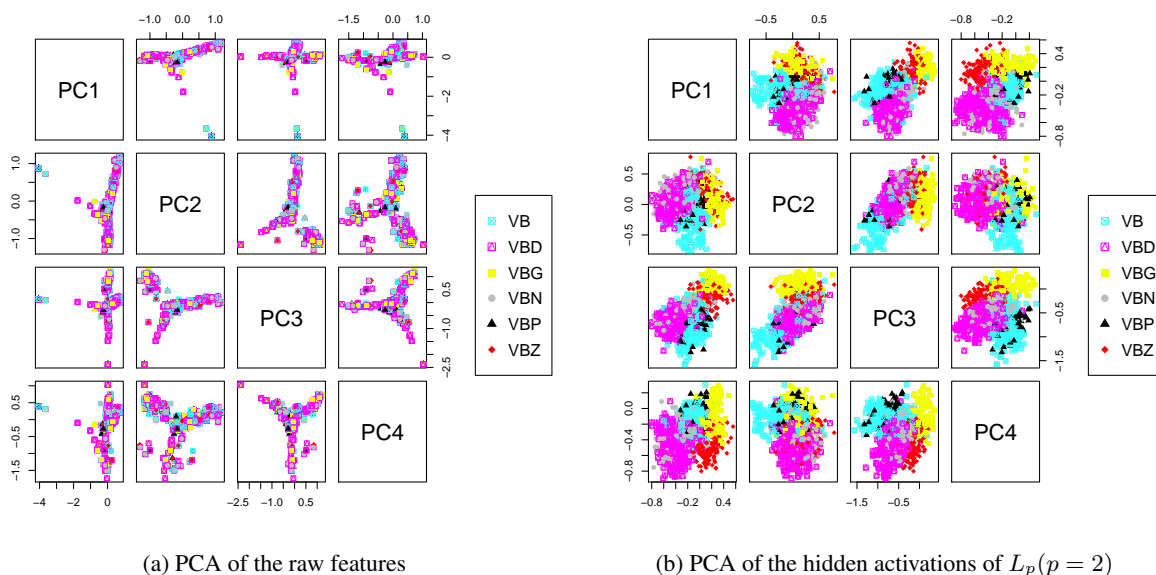 −1.0 0.0 1.0
−1.5 0.0 1.0
PC1
−4 −2 0
−1.0 0.0 1.0
PC2
PC3
−2.5 −1.0 0.5
−1.5 −0.5 0.5
PC4
−4 −2 0
−2.5 −1.0 0.5
VB
VBD
VBG
VBN
VBP
VBZ
−0.5 0.5
−0.8 −0.2
PC1
−0.8 −0.2 0.4
−0.5 0.0 0.5
PC2
PC3
−1.5 −0.5
−0.8 −0.4 0.0
PC4
−0.8 −0.2 0.4
−1.5 −0.5
VB
VBD
VBG
VBN
VBP
VBZ
(a) PCA of the raw features
(b) PCA of the hidden activations of Lp(p = 2)